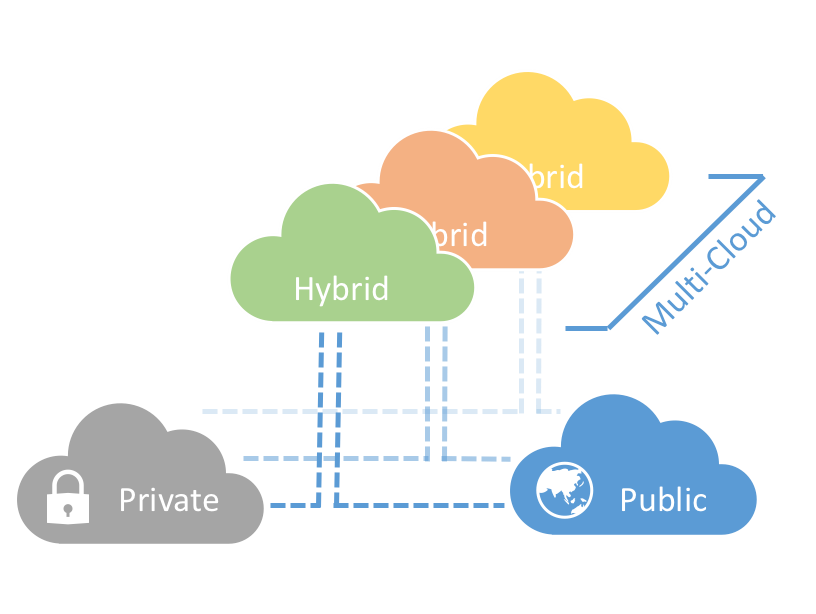 brid
brid
Hybrid
Multi-Cloud
Private
Public